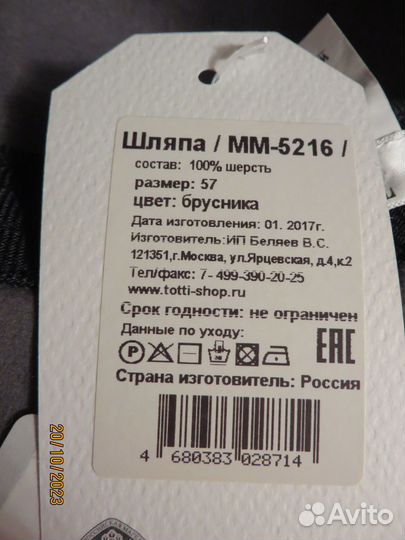 Шляпа / ММ-5216 /
состав: 100% шерсть
размер: 57
цвет: брусника
Дата изготовления: 01. 2017г.
Изготовитель:ИП Беляев В.С.
121351,г.Москва, ул.Ярцевская, д.4,к.2
Тел/факс: 7- 499-390-20-25
www.totti-shop.ru
Срок годности: не ограничен
Данные по уходу:
P
EAC
Страна изготовитель: Россия
4 680383 028714
20/10/2023
Avito